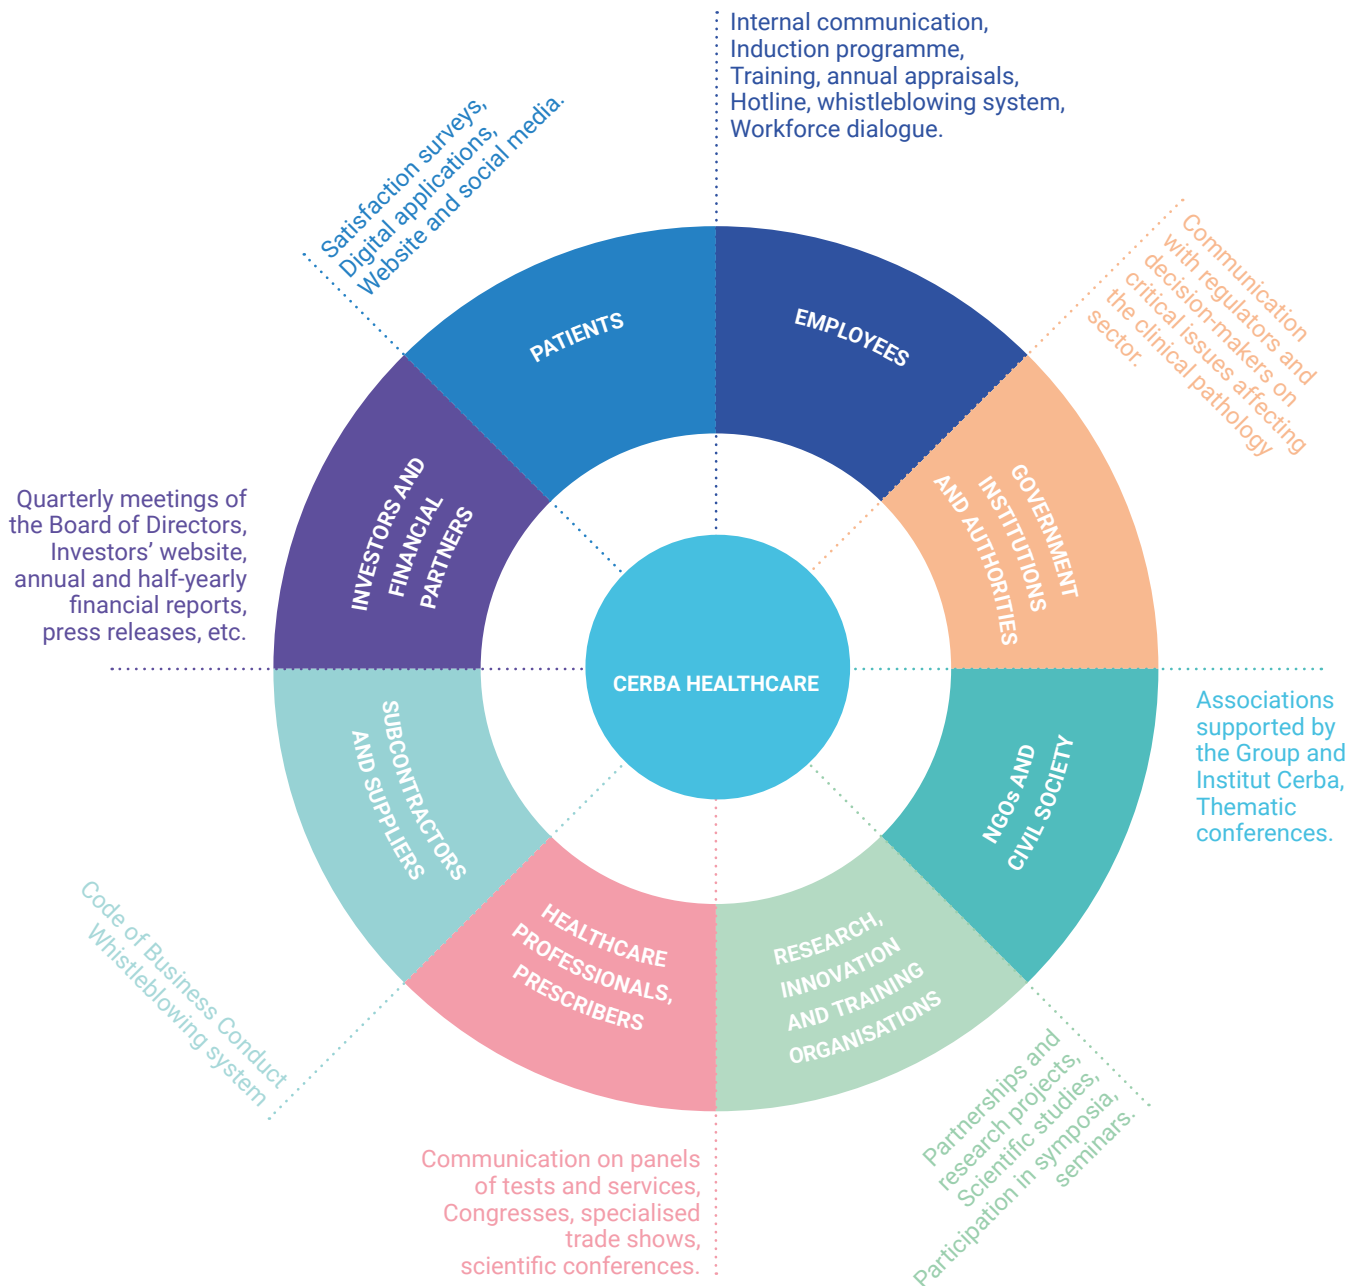 Internal communication,
Induction programme,
Training, annual appraisals,
Hotline, whistleblowing system,
Workforce dialogue.
EMPLOYEES
Communication
with regulators and
decision-makers on
critical issues affecting
the clinical pathology
sector.
GOVERNMENT
INSTITUTIONS
AND AUTHORITIES
Associations
supported by
the Group and
Institut Cerba,
Thematic
conferences.
NGOs AND
CIVIL SOCIETY
Partnerships and
research projects,
Scientific studies,
Participation in symposia,
seminars.
RESEARCH,
INNOVATION
AND TRAINING
ORGANISATIONS
Communication on panels
of tests and services,
Congresses, specialised
trade shows,
scientific conferences.
HEALTHCARE
PROFESSIONALS,
PRESCRIBERS
Code of Business Conduct
Whistleblowing system
SUBCONTRACTORS
AND SUPPLIERS
Quarterly meetings of
the Board of Directors,
Investors’ website,
annual and half-yearly
financial reports,
press releases, etc.
INVESTORS AND
FINANCIAL
PARTNERS
Satisfaction surveys,
Digital applications,
Website and social media.
PATIENTS
CERBA HEALTHCARE